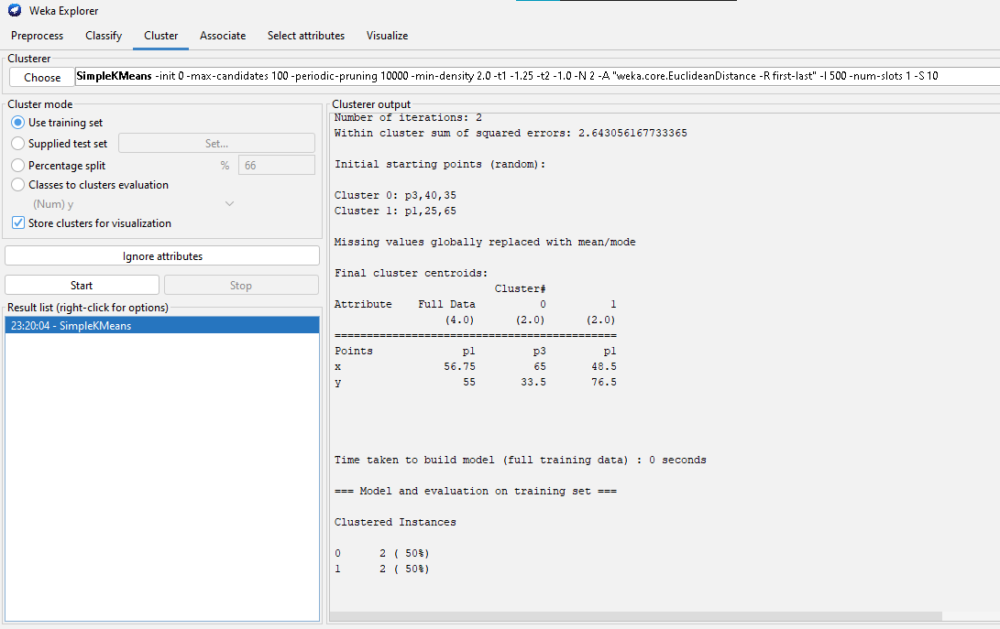 Weka Explorer
Preprocess Classify Cluster Associate Select attributes Visualize
Clusterer
Choose SimpleKMeans -init 0 -max-candidates 100 -periodic-pruning 10000 -min-density 2.0 -t1 -1.25 -t2 -1.0 -N 2 -A "weka.core.EuclideanDistance -R first-last" -I 500 -num-slots 1 -S 10
Cluster mode
Use training set
Supplied test set Set...
Percentage split % 66
Classes to clusters evaluation
(Num) y
Store clusters for visualization
Ignore attributes
Start Stop
Result list (right-click for options)
23:20:04 - SimpleKMeans
Clusterer output
Number of iterations: 2
Within cluster sum of squared errors: 2.643056167733365
Initial starting points (random):
Cluster 0: p3,40,35
Cluster 1: p1,25,65
Missing values globally replaced with mean/mode
Final cluster centroids:
Cluster#
Attribute Full Data 0 1
(4.0) (2.0) (2.0)
============================================
Points p1 p3 p1
x 56.75 65 48.5
y 55 33.5 76.5
Time taken to build model (full training data) : 0 seconds
=== Model and evaluation on training set ===
Clustered Instances
0 2 ( 50%)
1 2 ( 50%)